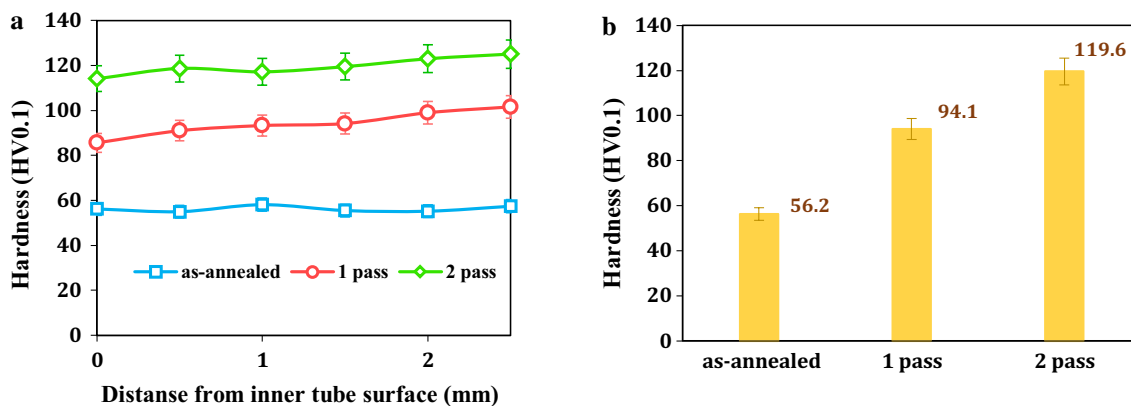 a
140
120
100
80
60
40
20
0
Hardness (HV0.1)
as-annealed
1 pass
2 pass
0
1
2
Distanse from inner tube surface (mm)
b
140
120
100
80
60
40
20
0
Hardness (HV0.1)
56.2
94.1
119.6
as-annealed
1 pass
2 pass